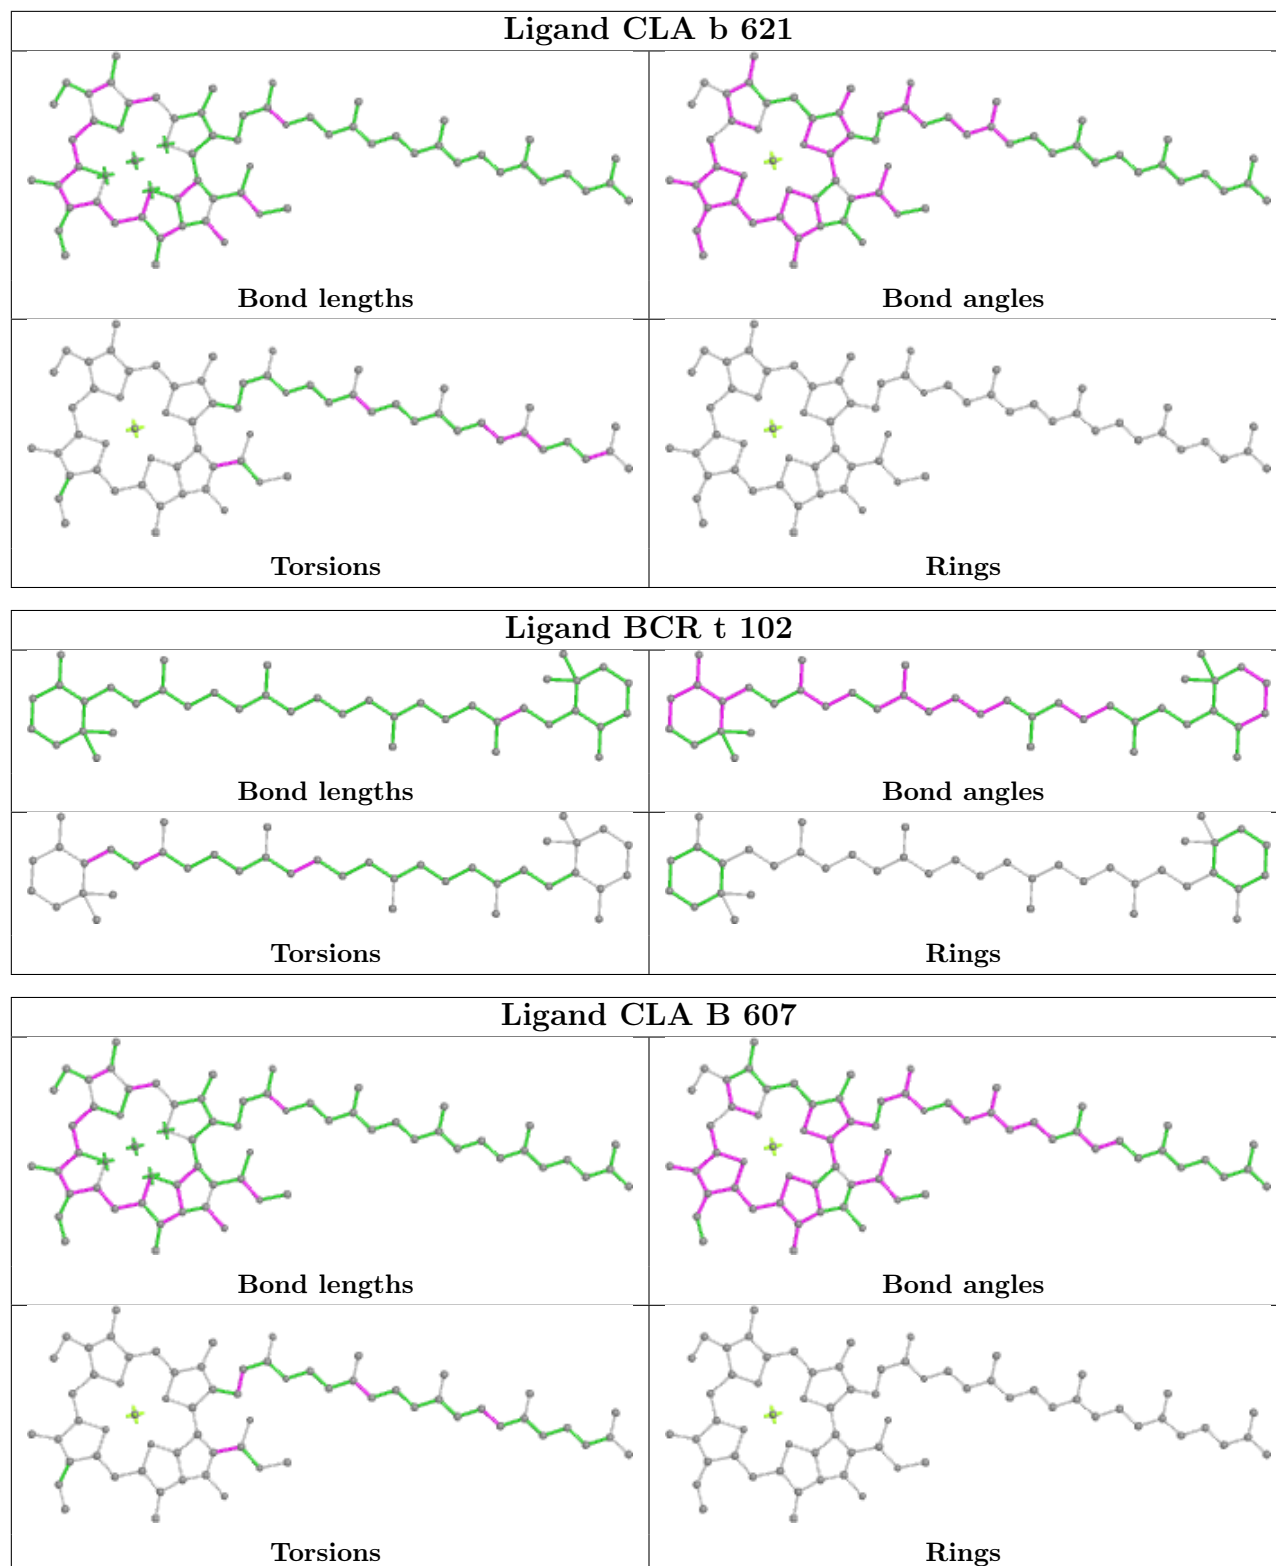 Ligand CLA b 621
Bond lengths
Bond angles
Torsions
Rings
Ligand BCR t 102
Bond lengths
Bond angles
Torsions
Rings
Ligand CLA B 607
Bond lengths
Bond angles
Torsions
Rings